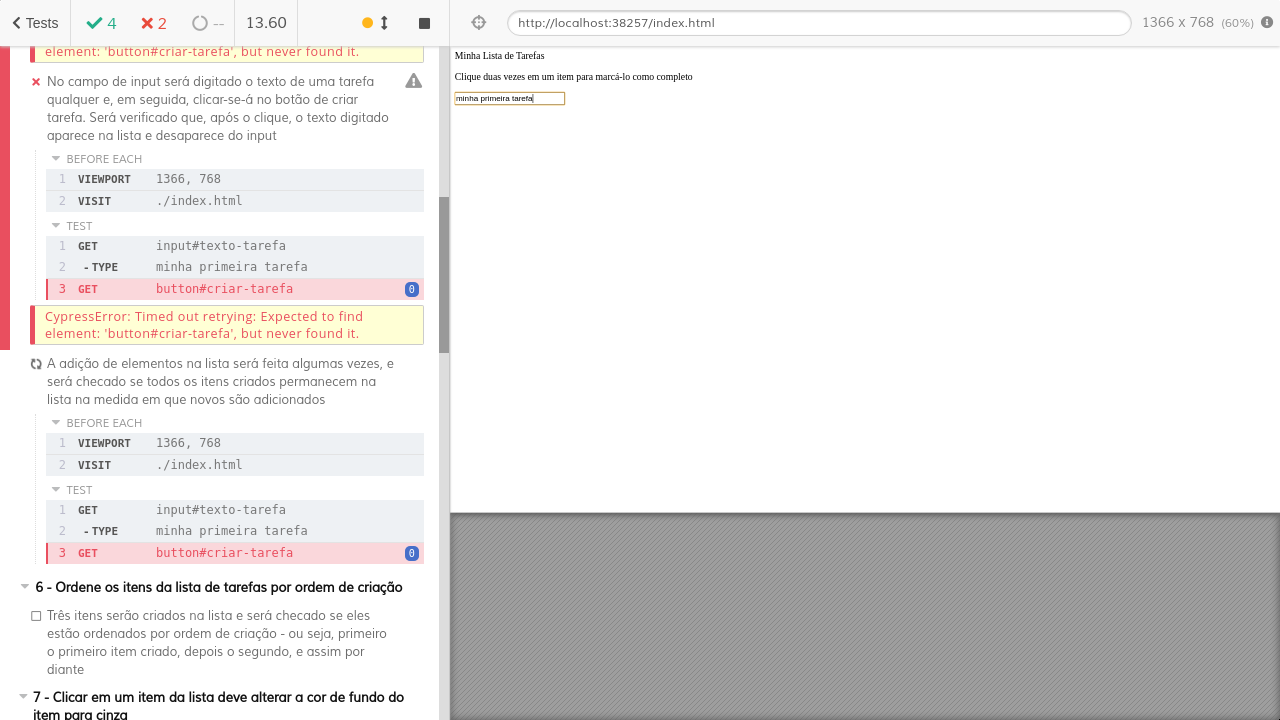 Tests
4
2
--
13.60
http://localhost:38257/index.html
1366 x 768 (60%)
element: 'button#criar-tarefa', but never found it.
No campo de input será digitado o texto de uma tarefa
qualquer e, em seguida, clicar-se-á no botão de criar
tarefa. Será verificado que, após o clique, o texto digitado
aparece na lista e desaparece do input
BEFORE EACH
1 VIEWPORT 1366, 768
2 VISIT ./index.html
TEST
1 GET input#texto-tarefa
2 -TYPE minha primeira tarefa
3 GET button#criar-tarefa 0
CypressError: Timed out retrying: Expected to find
element: 'button#criar-tarefa', but never found it.
A adição de elementos na lista será feita algumas vezes, e
será checado se todos os itens criados permanecem na
lista na medida em que novos são adicionados
BEFORE EACH
1 VIEWPORT 1366, 768
2 VISIT ./index.html
TEST
1 GET input#texto-tarefa
2 -TYPE minha primeira tarefa
3 GET button#criar-tarefa 0
6 - Ordene os itens da lista de tarefas por ordem de criação
Três itens serão criados na lista e será checado se eles
estão ordenados por ordem de criação - ou seja, primeiro
o primeiro item criado, depois o segundo, e assim por
diante
7 - Clicar em um item da lista deve alterar a cor de fundo do
item para cinza
Minha Lista de Tarefas
Clique duas vezes em um item para marcá-lo como completo
minha primeira tarefa